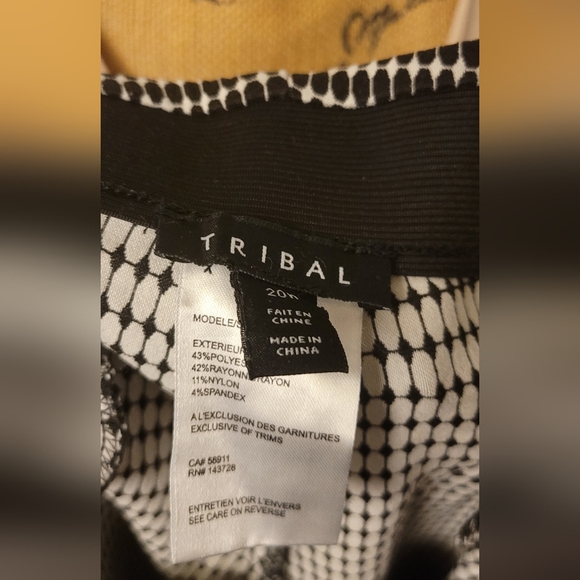 TRIBAL
20W
FAIT EN
CHINE
MADE IN
CHINA
MODELE/S
EXTERIEUR
43%POLYES
42%RAYONNE/RAYON
11%NYLON
4%SPANDEX
A L'EXCLUSION DES GARNITURES
EXCLUSIVE OF TRIMS
CA# 56911
RN# 143728
ENTRETIEN VOIR L'ENVERS
SEE CARE ON REVERSE